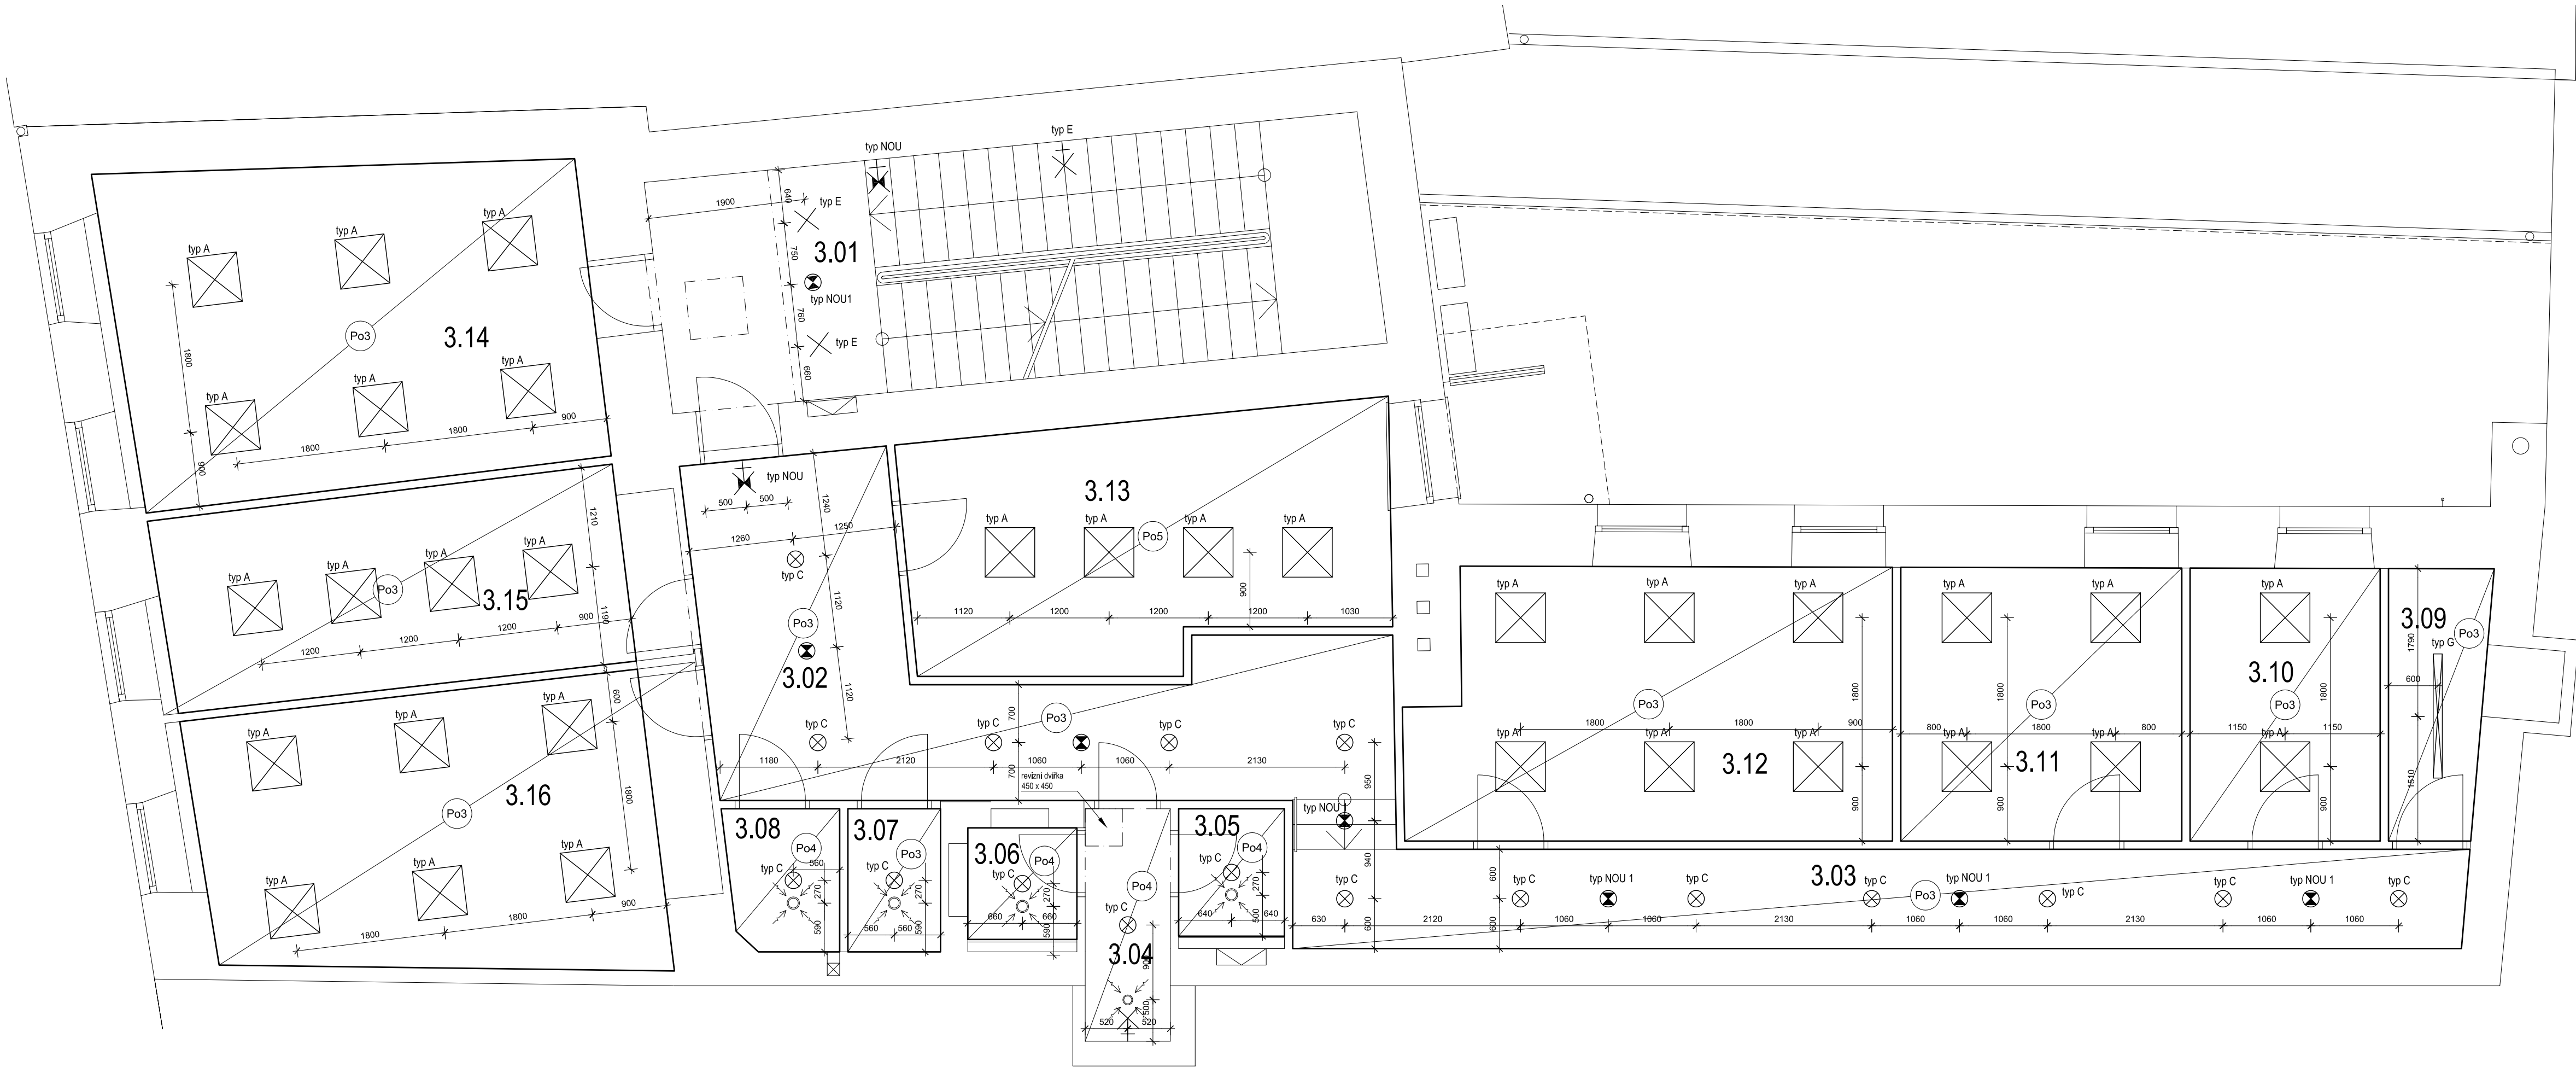 typ NOU
typ E
1900
640
typ E
3.01
750
typ NOU1
760
typ E
660
typ A
typ A
typ A
Po3
3.14
1800
typ A
typ A
typ A
900
1800
1800
900
1210
typ A
typ A
typ A
typ A
Po3
3.15
1190
900
1200
1200
1200
600
typ A
typ A
typ A
3.16
Po3
1800
typ A
typ A
typ A
900
1800
1800
typ NOU
500
500
1240
1250
1260
typ C
1120
Po3
3.02
1120
3.13
typ A
typ A
typ A
typ A
Po5
906
1120
1200
1200
1200
1030
700
Po3
typ C
typ C
typ C
typ C
1180
2120
1060
1060
2130
700
revizní dvířka
450 x 450
950
typ NOU 1
940
3.08
Po4
typ C
560
270
590
3.07
Po3
typ C
270
560
560
590
3.06
Po4
typ C
270
660
660
590
Po4
typ C
3.04
900
500
520
520
3.05
Po4
typ C
270
640
640
500
typ A
typ A
typ A
Po3
1800
1800
1800
900
typ A
typ A
typ A
3.12
900
typ A
typ A
1800
Po3
800
1800
800
typ A
typ A
3.11
900
typ A
3.10
1800
Po3
1150
1150
typ A
900
3.09
Po3
1790
typ G
600
1510
600
3.03
typ C
typ C
typ NOU 1
typ C
typ C
typ NOU 1
Po3
typ C
typ C
typ NOU 1
typ C
630
2120
1060
1060
2130
1060
1060
2130
1060
1060
600
600